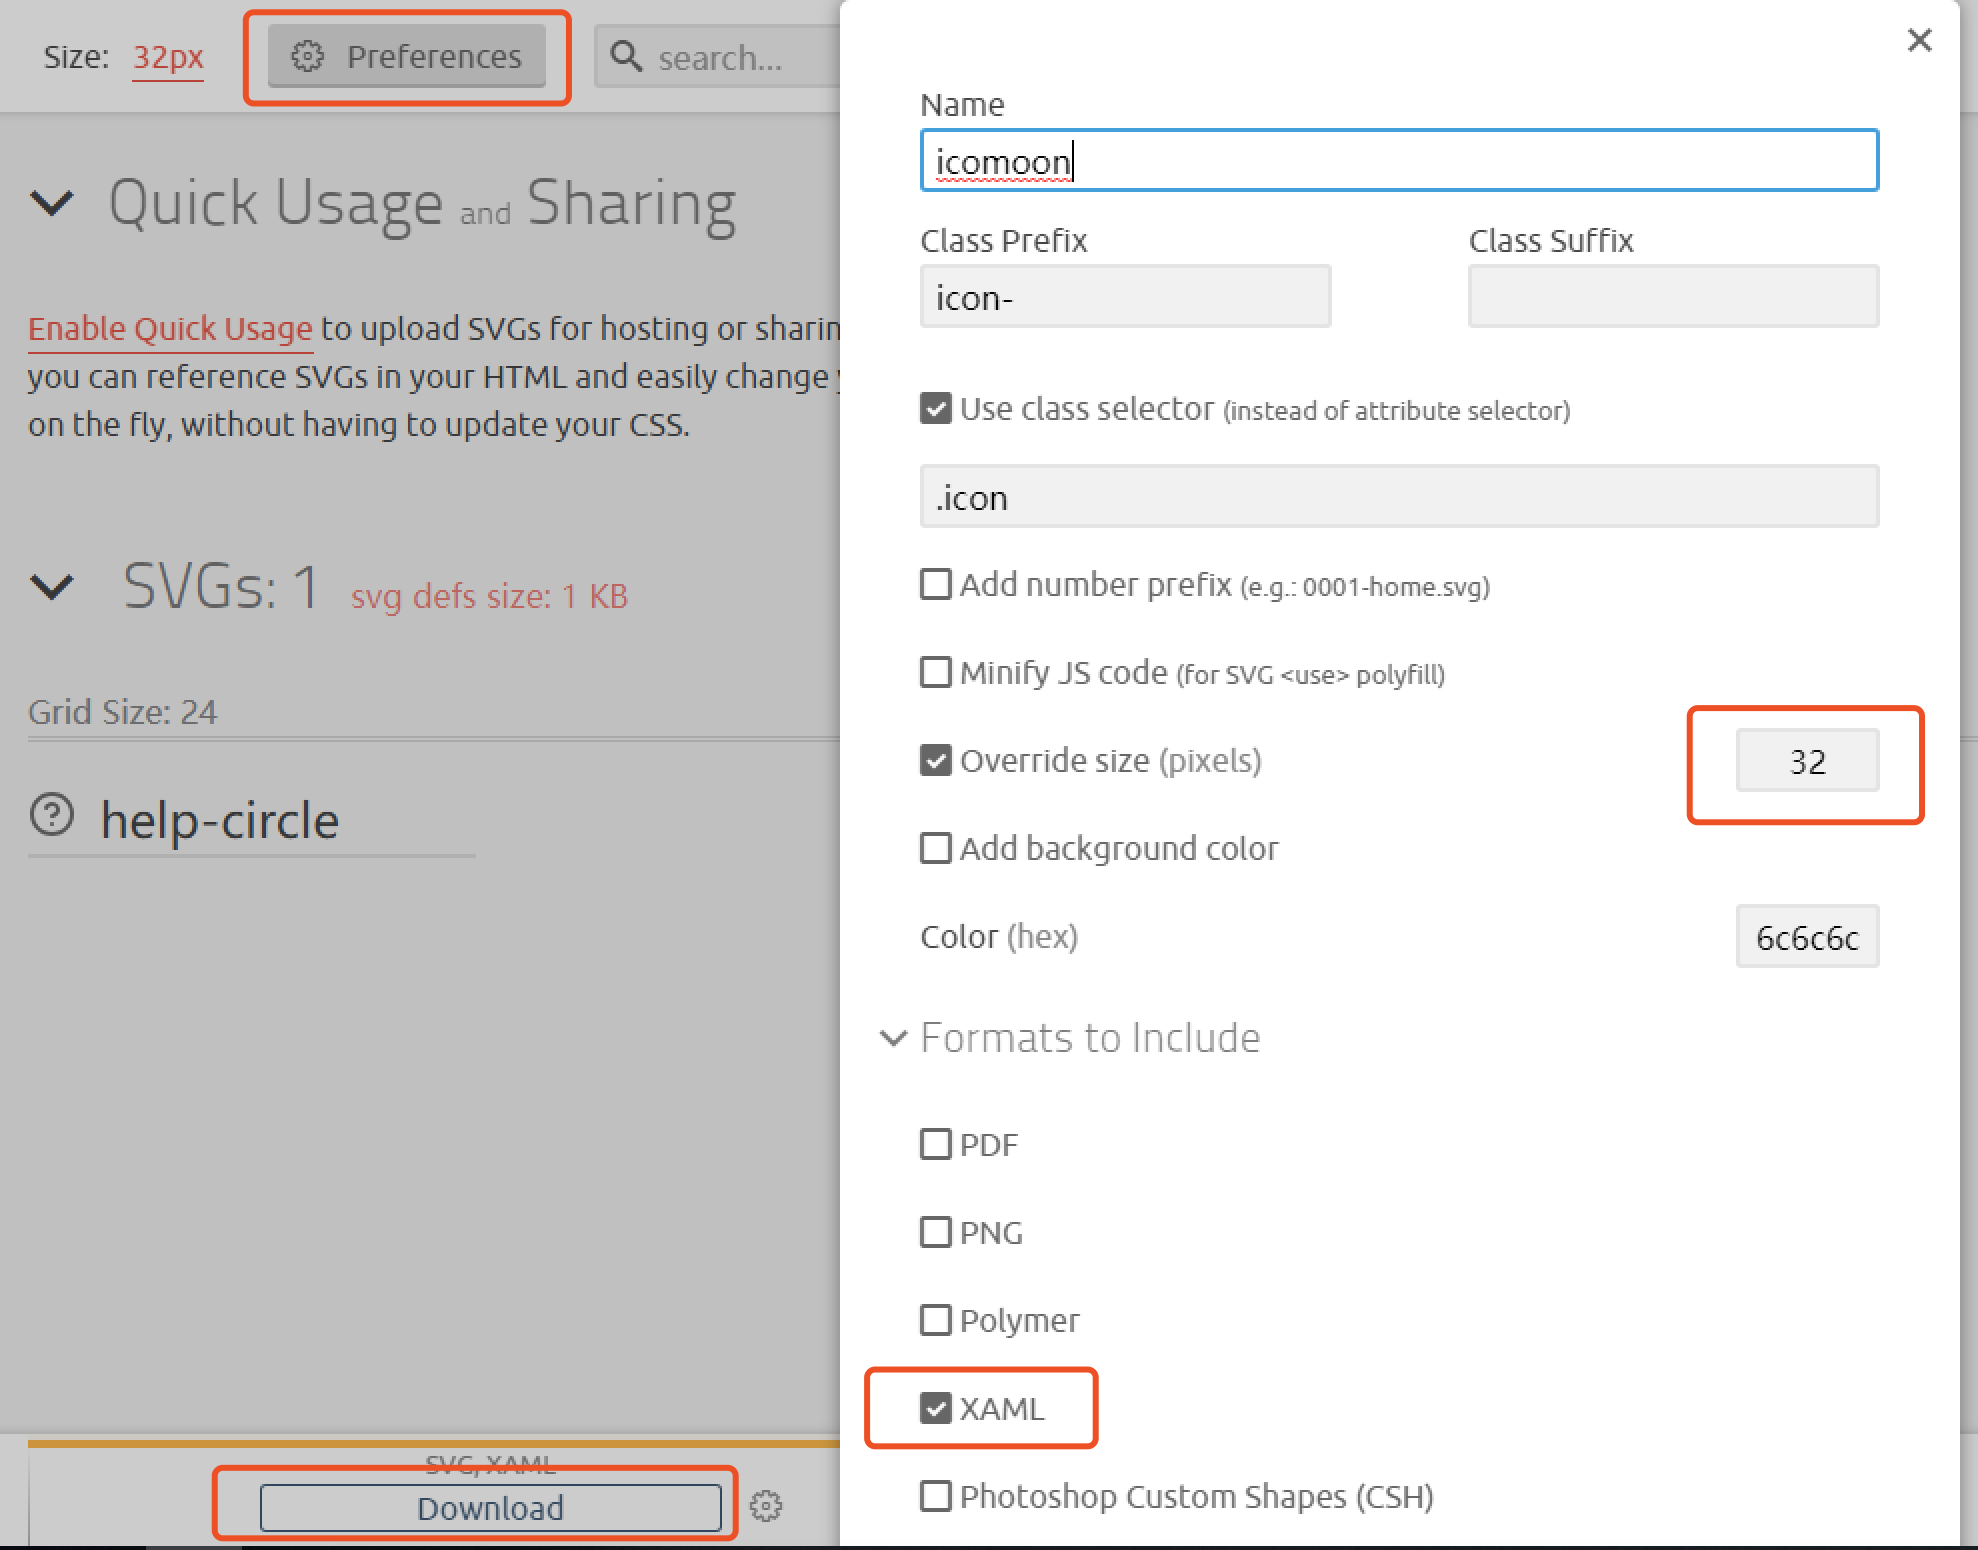 Size: 32px
Preferences
search...
Quick Usage and Sharing
Enable Quick Usage to upload SVGs for hosting or sharin
you can reference SVGs in your HTML and easily change
on the fly, without having to update your CSS.
SVGs: 1 svg defs size: 1 KB
Grid Size: 24
help-circle
SVG, XAML
Download
Name
icomoon
Class Prefix
Class Suffix
icon-
Use class selector (instead of attribute selector)
.icon
Add number prefix (e.g.: 0001-home.svg)
Minify JS code (for SVG <use> polyfill)
Override size (pixels)
32
Add background color
Color (hex)
6c6c6c
Formats to Include
PDF
PNG
Polymer
XAML
Photoshop Custom Shapes (CSH)